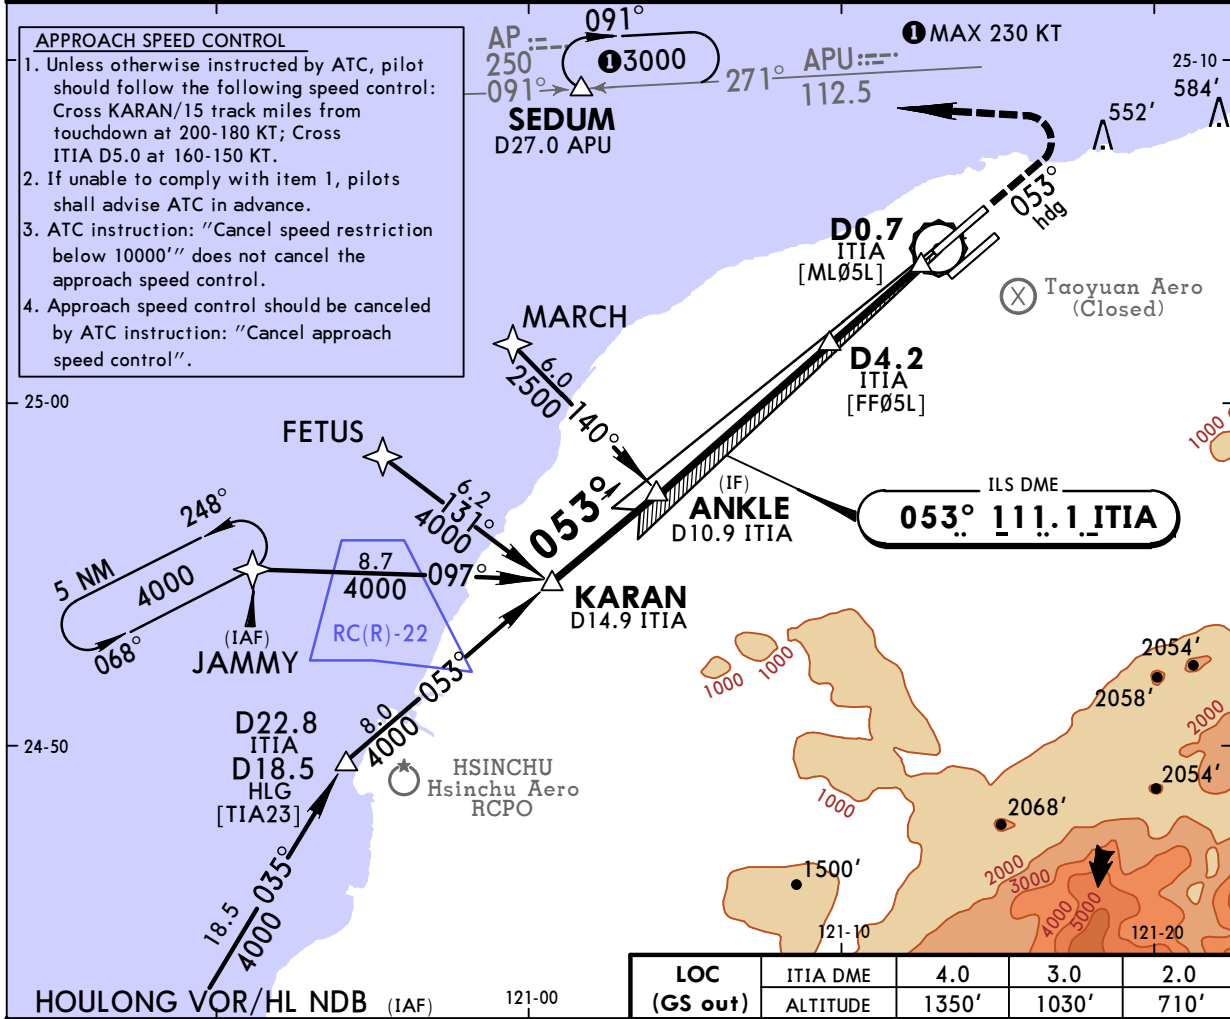 APPROACH SPEED CONTROL
1. Unless otherwise instructed by ATC, pilot
should follow the following speed control:
Cross KARAN/15 track miles from
touchdown at 200-180 KT; Cross
ITIA D5.0 at 160-150 KT.
2. If unable to comply with item 1, pilots
shall advise ATC in advance.
3. ATC instruction: "Cancel speed restriction
below 10000'" does not cancel the
approach speed control.
4. Approach speed control should be canceled
by ATC instruction: "Cancel approach
speed control".
091°
AP
250
091°
1 3000
SEDUM
D27.0 APU
271°
APU
112.5
1 MAX 230 KT
25-10
584'
552'
053°
hdg
D0.7
ITIA
[MLØ5L]
Taoyuan Aero
(Closed)
MARCH
6.0
2500
140°
D4.2
ITIA
[FFØ5L]
25-00
1000
FETUS
6.2
131°
4000
053°
(IF)
ANKLE
D10.9 ITIA
ILS DME
053° 111.1 ITIA
248°
5 NM
4000
068°
(IAF)
JAMMY
8.7
4000
097°
RC(R)-22
KARAN
D14.9 ITIA
053°
8.0
4000
D22.8
ITIA
D18.5
HLG
[TIA23]
24-50
HSINCHU
Hsinchu Aero
RCPO
1000
1000
2054'
2058'
2000
2054'
1000
2068'
2000
3000
4000
5000
1500'
18.5
035°
4000
121-10
121-20
HOULONG VOR/HL NDB (IAF)
121-00
LOC
(GS out)
ITIA DME 4.0 3.0 2.0
ALTITUDE 1350' 1030' 710'